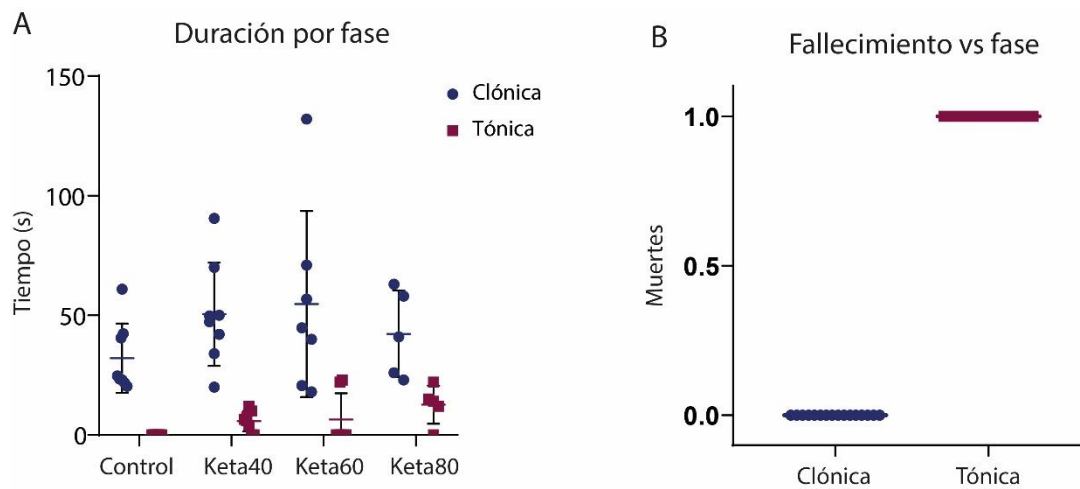 A
Duración por fase
150
100
50
0
Tiempo (s)
Clónica
Tónica
Control
Keta40
Keta60
Keta80
B
Fallecimiento vs fase
1.0
0.5
0.0
Muertes
Clónica
Tónica